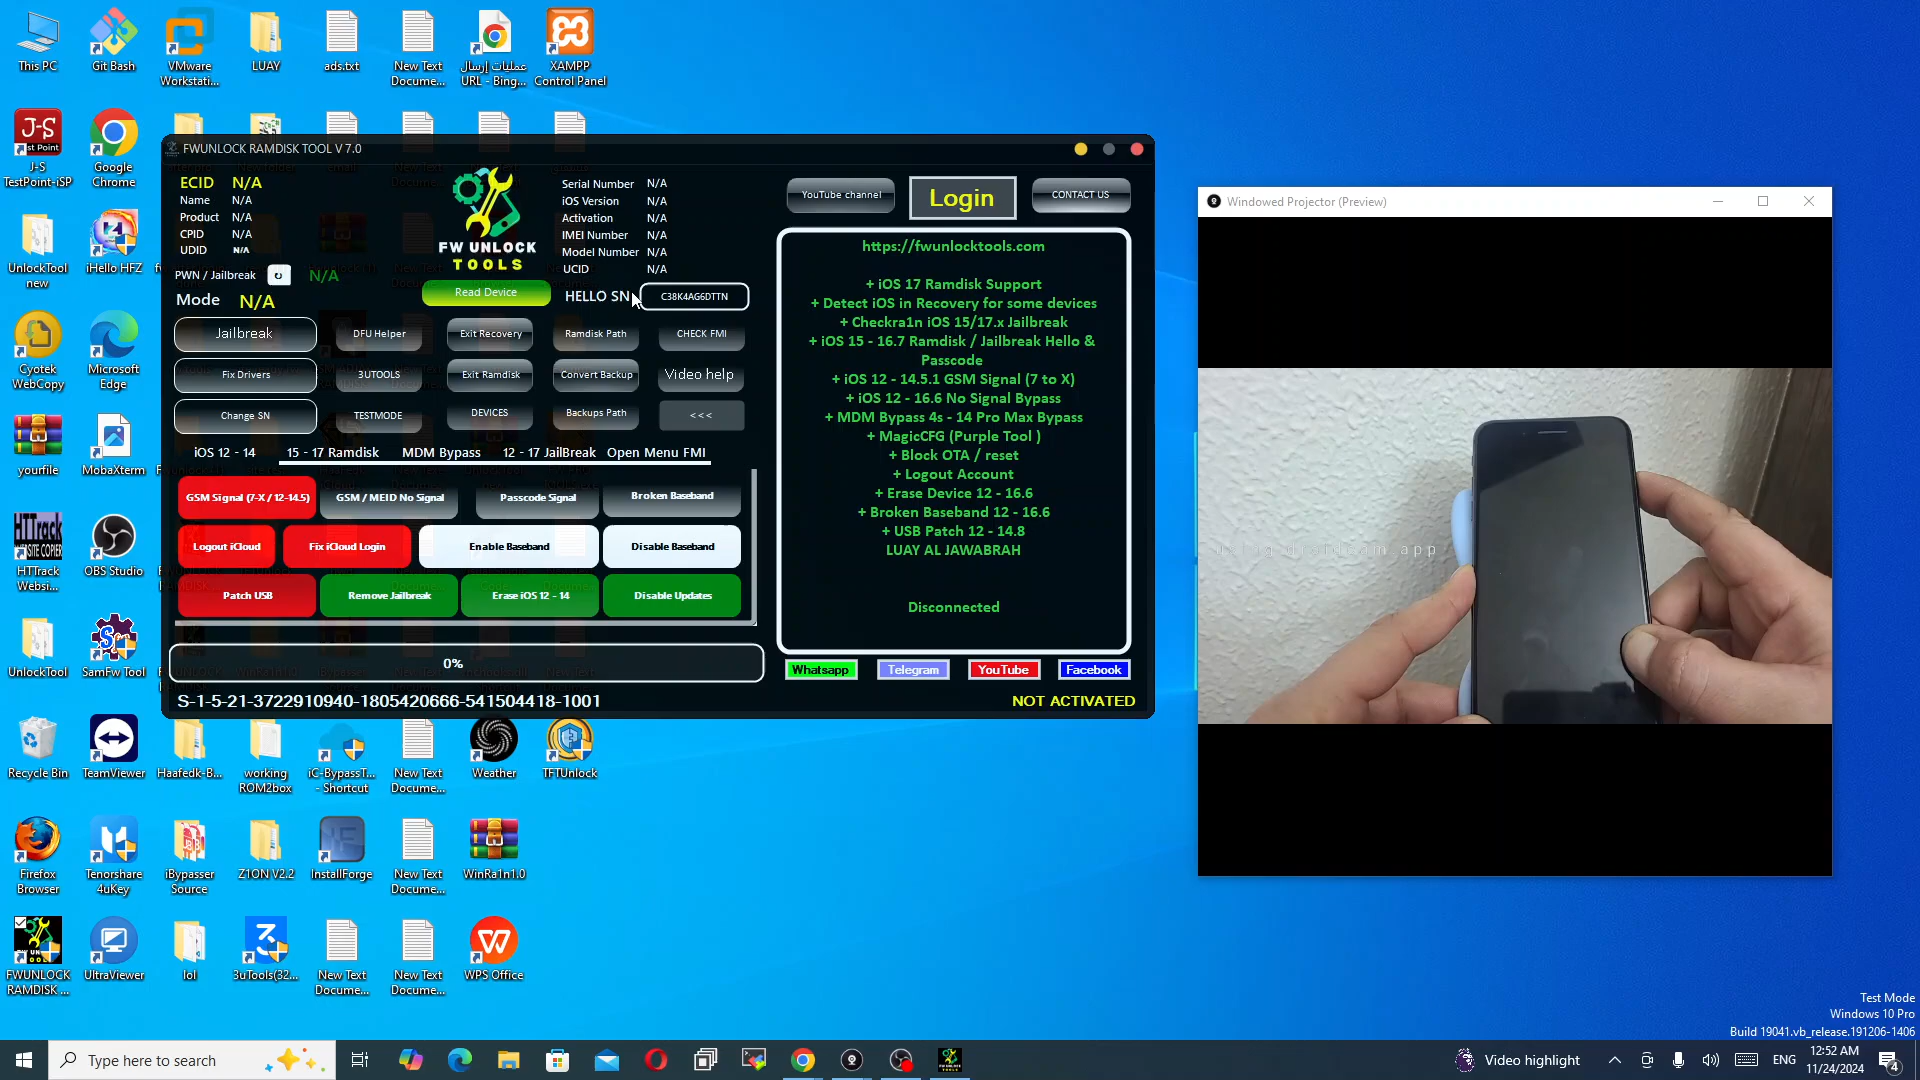 This PC
Git Bash
VMware
Workstati...
LUAY
ads.txt
New Text
Docume...
عمليات إرسال
URL - Bing...
XAMPP
Control Panel
J-S
st Point
J-S
TestPoint-iSP
Google
Chrome
UnlockTool
new
iHello HFZ
Cyotek
WebCopy
Microsoft
Edge
yourfile
MobaXterm
HTTrack
SITE COPIER
HTTrack
Websi...
OBS Studio
UnlockTool
SamFw Tool
Recycle Bin
TeamViewer
Haafedk-B...
working
ROM2box
iC-BypassT...
- Shortcut
New Text
Docume...
Weather
TFTUnlock
Firefox
Browser
Tenorshare
4uKey
iBypasser
Source
Z1ON V2.2
InstallForge
New Text
Docume...
WinRa1n1.0
FWUNLOCK
RAMDISK ...
UltraViewer
lol
3uTools(32...
New Text
Docume...
New Text
Docume...
WPS Office
FWUNLOCK RAMDISK TOOL V 7.0
ECID N/A
Name N/A
Product N/A
CPID N/A
UDID N/A
PWN / Jailbreak N/A
Mode N/A
FW UNLOCK
TOOLS
Read Device
Serial Number N/A
iOS Version N/A
Activation N/A
IMEI Number N/A
Model Number N/A
UCID N/A
HELLO SN C38K4AG6DTTN
Jailbreak DFU Helper Exit Recovery Ramdisk Path CHECK FMI
Fix Drivers 3UTOOLS Exit Ramdisk Convert Backup Video help
Change SN TESTMODE DEVICES Backups Path <<<
iOS 12 - 14 15 - 17 Ramdisk MDM Bypass 12 - 17 JailBreak Open Menu FMI
GSM Signal (7-X / 12-14.5) GSM / MEID No Signal Passcode Signal Broken Baseband
Logout iCloud Fix iCloud Login Enable Baseband Disable Baseband
Patch USB Remove Jailbreak Erase iOS 12 - 14 Disable Updates
0%
S-1-5-21-3722910940-1805420666-541504418-1001
YouTube channel Login CONTACT US
https://fwunlocktools.com
+ iOS 17 Ramdisk Support
+ Detect iOS in Recovery for some devices
+ Checkra1n iOS 15/17.x Jailbreak
+ iOS 15 - 16.7 Ramdisk / Jailbreak Hello &
Passcode
+ iOS 12 - 14.5.1 GSM Signal (7 to X)
+ iOS 12 - 16.6 No Signal Bypass
+ MDM Bypass 4s - 14 Pro Max Bypass
+ MagicCFG (Purple Tool )
+ Block OTA / reset
+ Logout Account
+ Erase Device 12 - 16.6
+ Broken Baseband 12 - 16.6
+ USB Patch 12 - 14.8
LUAY AL JAWABRAH
Disconnected
Whatsapp Telegram YouTube Facebook
NOT ACTIVATED
Windowed Projector (Preview)
using droidcam app
Test Mode
Windows 10 Pro
Build 19041.vb_release.191206-1406
Type here to search
Video highlight
ENG
12:52 AM
11/24/2024
4